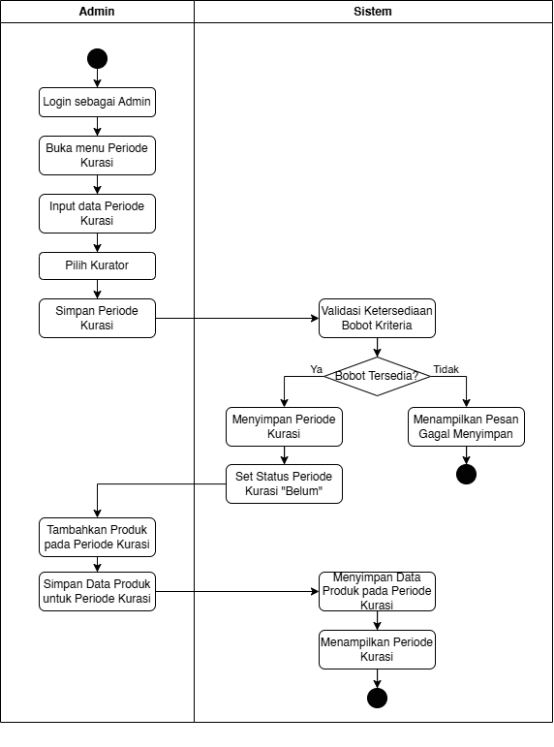 Admin
Sistem
Login sebagai Admin
Buka menu Periode
Kurasi
Input data Periode
Kurasi
Pilih Kurator
Simpan Periode
Kurasi
Validasi Ketersediaan
Bobot Kriteria
Bobot Tersedia?
Ya
Tidak
Menyimpan Periode
Kurasi
Menampilkan Pesan
Gagal Menyimpan
Set Status Periode
Kurasi "Belum"
Tambahkan Produk
pada Periode Kurasi
Simpan Data Produk
untuk Periode Kurasi
Menyimpan Data
Produk pada Periode
Kurasi
Menampilkan Periode
Kurasi